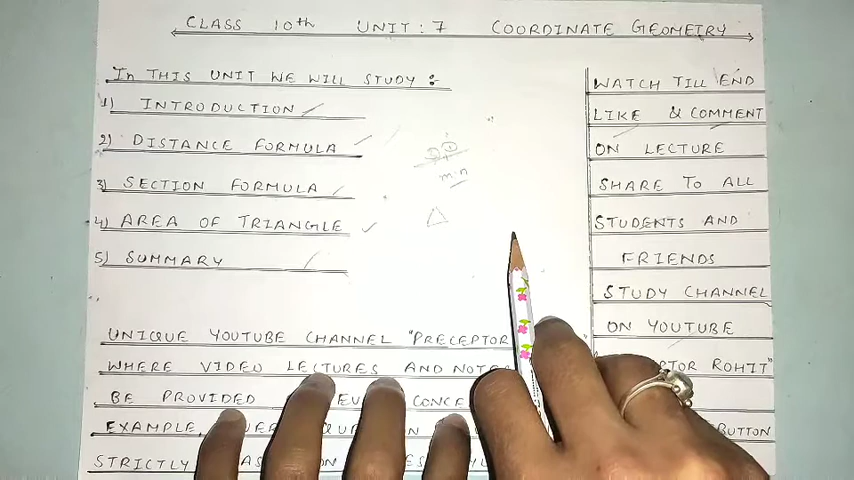 CLASS 10th UNIT : 7 COORDINATE GEOMETRY
In THIS UNIT WE WILL STUDY :-
1) INTRODUCTION
2) DISTANCE FORMULA
3) SECTION FORMULA
4) AREA OF TRIANGLE
5) SUMMARY
m:n
UNIQUE YOUTUBE CHANNEL "PRECEPTOR
WHERE VIDEO LECTURES AND
BE PROVIDED
EXAMPLE,
STRICTLY
WATCH TILL END
LIKE & COMMENT
ON LECTURE
SHARE TO ALL
STUDENTS AND
FRIENDS
STUDY CHANNEL
ON YOUTUBE
ROHIT"
BUTTON